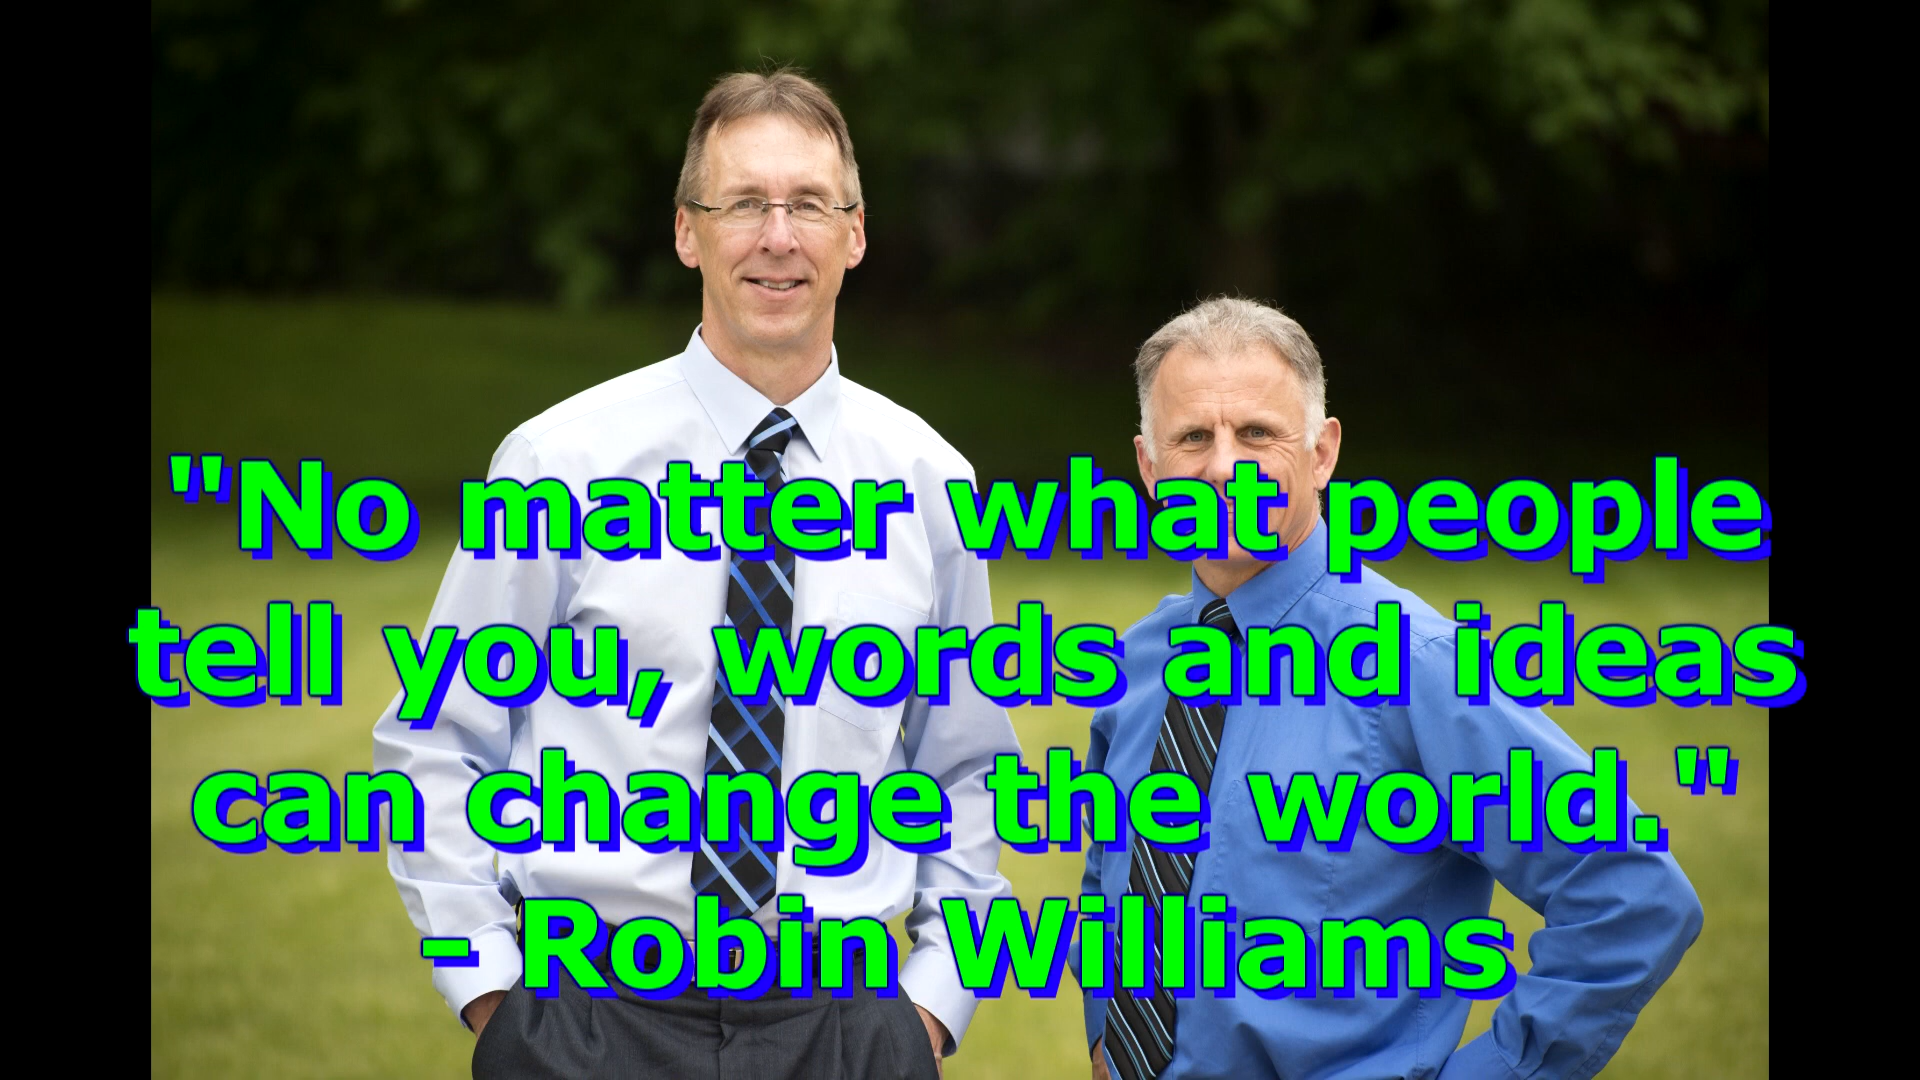 "No matter what people
tell you, words and ideas
can change the world."
- Robin Williams